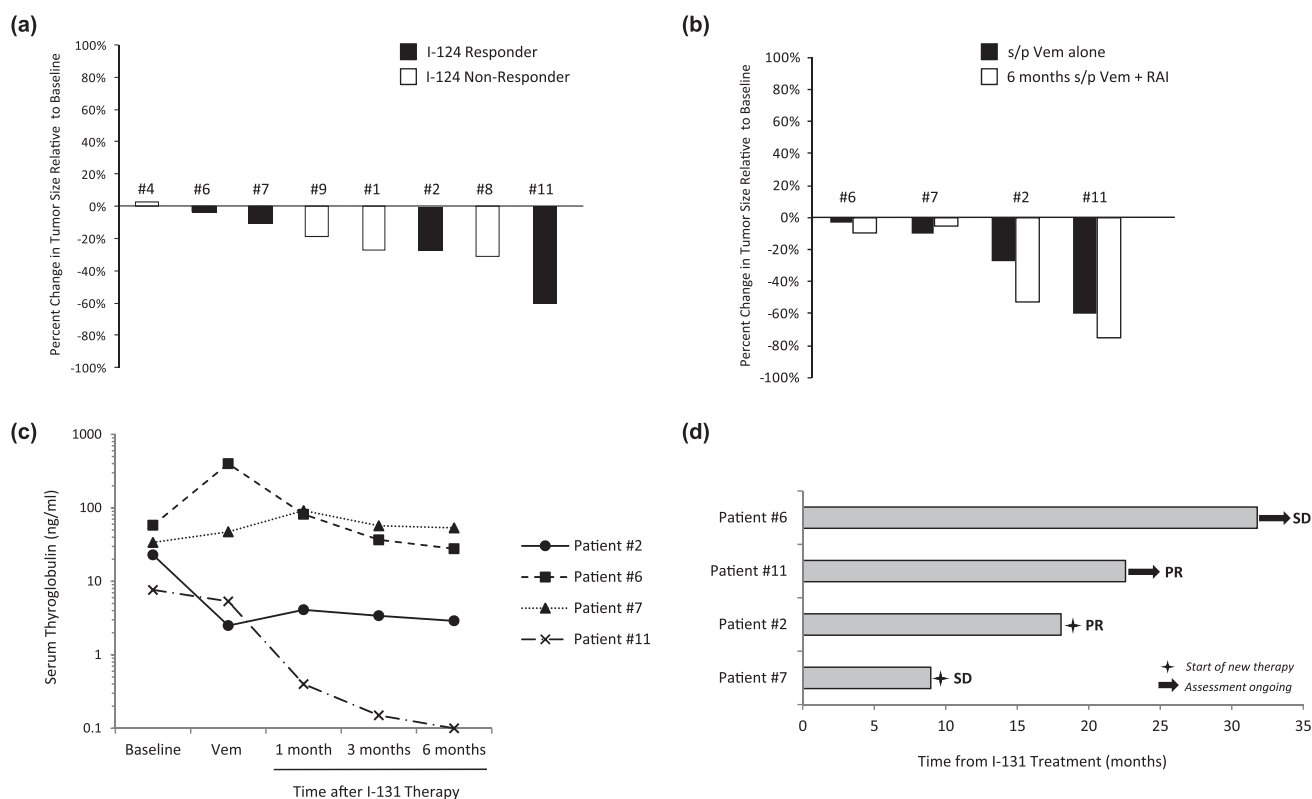 (a)
Percent Change in Tumor Size Relative to Baseline
100%
80%
60%
40%
20%
0%
-20%
-40%
-60%
-80%
-100%
I-124 Responder
I-124 Non-Responder
#4 #6 #7 #9 #1 #2 #8 #11
(b)
Percent Change in Tumor Size Relative to Baseline
100%
80%
60%
40%
20%
0%
-20%
-40%
-60%
-80%
-100%
s/p Vem alone
6 months s/p Vem + RAI
#6 #7 #2 #11
(c)
Serum Thyroglobulin (ng/ml)
1000
100
10
1
0.1
Baseline Vem 1 month 3 months 6 months
Time after I-131 Therapy
Patient #2
Patient #6
Patient #7
Patient #11
(d)
Patient #6 SD
Patient #11 PR
Patient #2 PR
Patient #7 SD
Start of new therapy
Assessment ongoing
0 5 10 15 20 25 30 35
Time from I-131 Treatment (months)